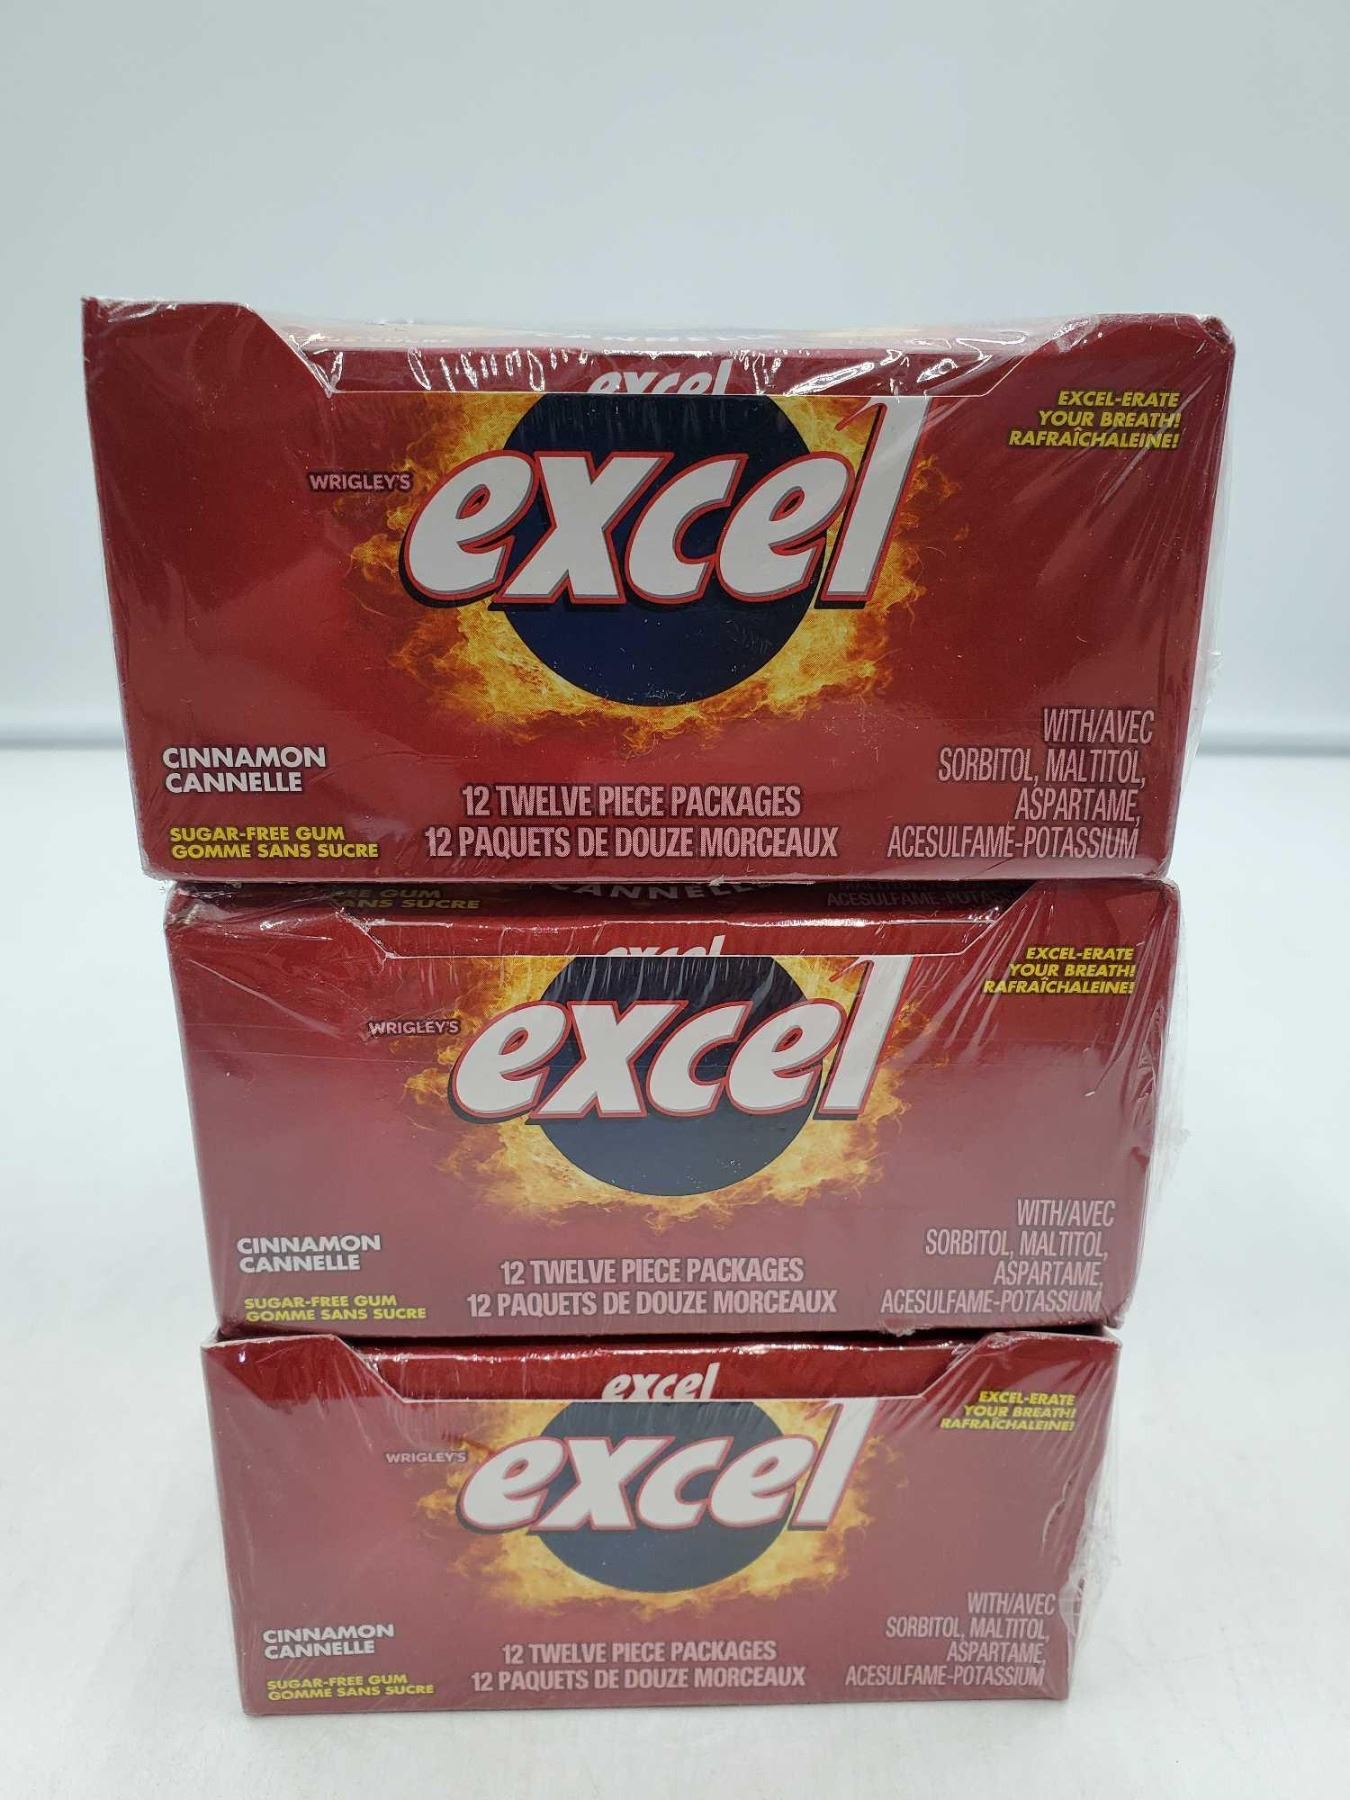 excel
EXCEL-ERATE
YOUR BREATH!
RAFRAÎCHALEINE!
WRIGLEY'S
excel
CINNAMON
CANNELLE
SUGAR-FREE GUM
GOMME SANS SUCRE
12 TWELVE PIECE PACKAGES
12 PAQUETS DE DOUZE MORCEAUX
WITH/AVEC
SORBITOL, MALTITOL,
ASPARTAME,
ACESULFAME-POTASSIUM
excel
EXCEL-ERATE
YOUR BREATH!
RAFRAÎCHALEINE!
WRIGLEY'S
excel
CINNAMON
CANNELLE
SUGAR-FREE GUM
GOMME SANS SUCRE
12 TWELVE PIECE PACKAGES
12 PAQUETS DE DOUZE MORCEAUX
WITH/AVEC
SORBITOL, MALTITOL,
ASPARTAME,
ACESULFAME-POTASSIUM
excel
EXCEL-ERATE
YOUR BREATH!
RAFRAÎCHALEINE!
WRIGLEY'S
excel
CINNAMON
CANNELLE
SUGAR-FREE GUM
GOMME SANS SUCRE
12 TWELVE PIECE PACKAGES
12 PAQUETS DE DOUZE MORCEAUX
WITH/AVEC
SORBITOL, MALTITOL,
ASPARTAME,
ACESULFAME-POTASSIUM